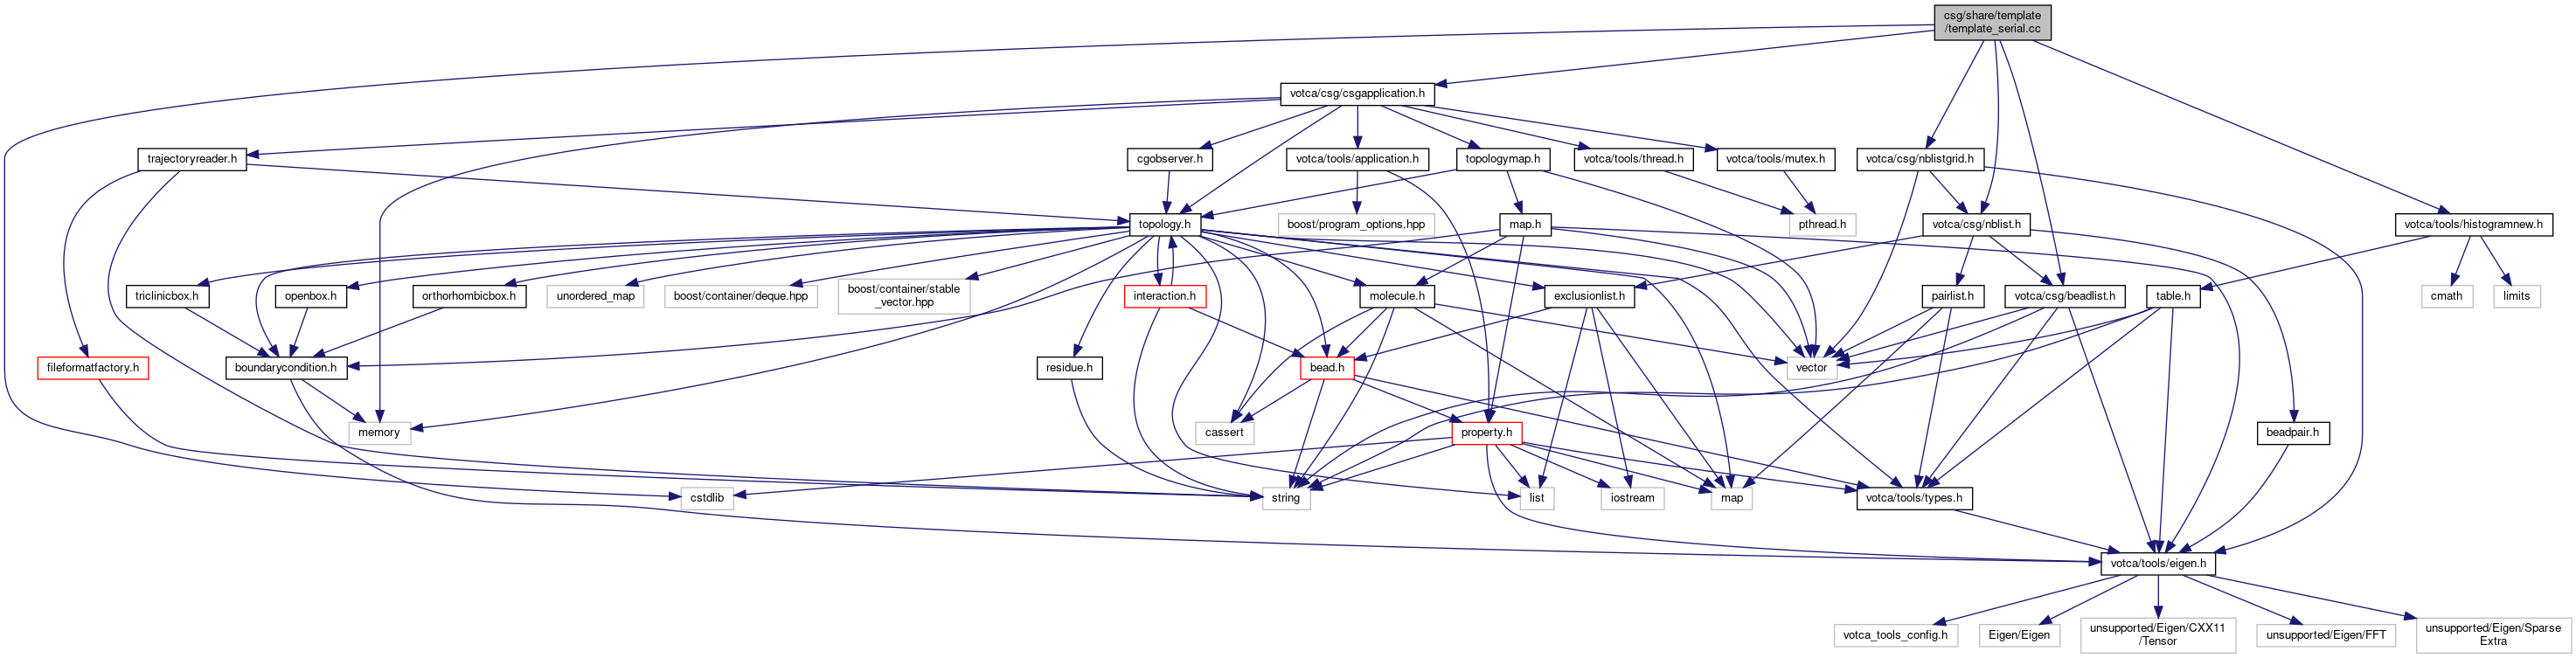 csg/share/template
/template_serial.cc
votca/csg/csgapplication.h
trajectoryreader.h
cgobserver.h
votca/tools/application.h
topologymap.h
votca/tools/thread.h
votca/tools/mutex.h
votca/csg/nblistgrid.h
topology.h
boost/program_options.hpp
map.h
pthread.h
votca/csg/nblist.h
votca/tools/histogramnew.h
triclinicbox.h
openbox.h
orthorhombicbox.h
unordered_map
boost/container/deque.hpp
boost/container/stable
_vector.hpp
interaction.h
molecule.h
exclusionlist.h
pairlist.h
votca/csg/beadlist.h
table.h
cmath
limits
fileformatfactory.h
boundarycondition.h
residue.h
bead.h
vector
memory
cassert
property.h
beadpair.h
cstdlib
string
list
iostream
map
votca/tools/types.h
votca/tools/eigen.h
votca_tools_config.h
Eigen/Eigen
unsupported/Eigen/CXX11
/Tensor
unsupported/Eigen/FFT
unsupported/Eigen/Sparse
Extra